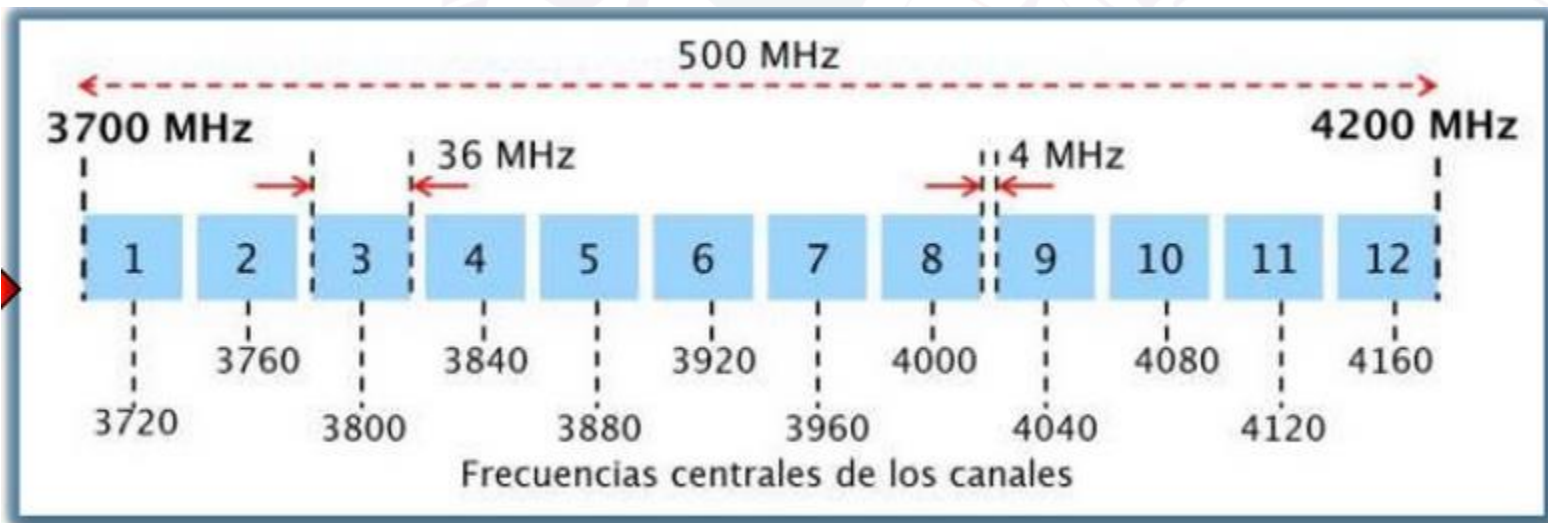 500 MHz
3700 MHz
4200 MHz
36 MHz
4 MHz
1 2 3 4 5 6 7 8 9 10 11 12
3760 3840 3920 4000 4080 4160
3720 3800 3880 3960 4040 4120
Frecuencias centrales de los canales